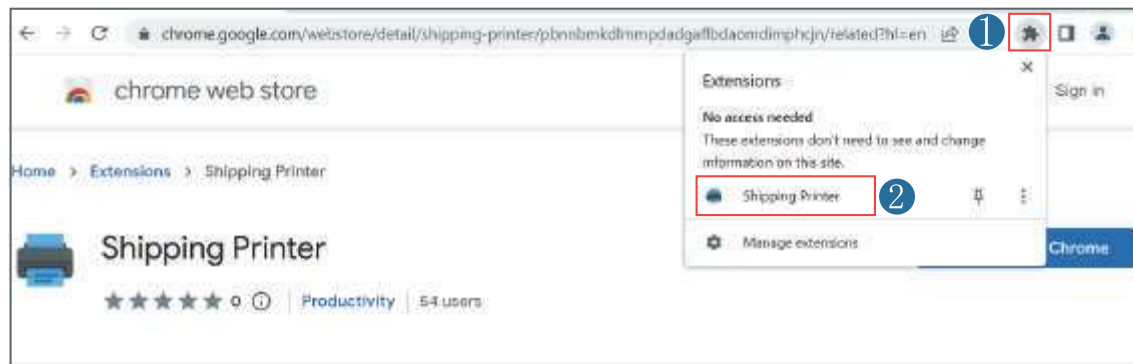 chrome.google.com/webstore/detail/shipping-printer/pbnnbmkdlmmpdadgaflbdaomdimphcjn/related?hl=en
1
Extensions
chrome web store
Sign in
No access needed
These extensions don't need to see and change
information on this site.
Home > Extensions > Shipping Printer
Shipping Printer
2
Shipping Printer
Manage extensions
Chrome
0
Productivity
54 users